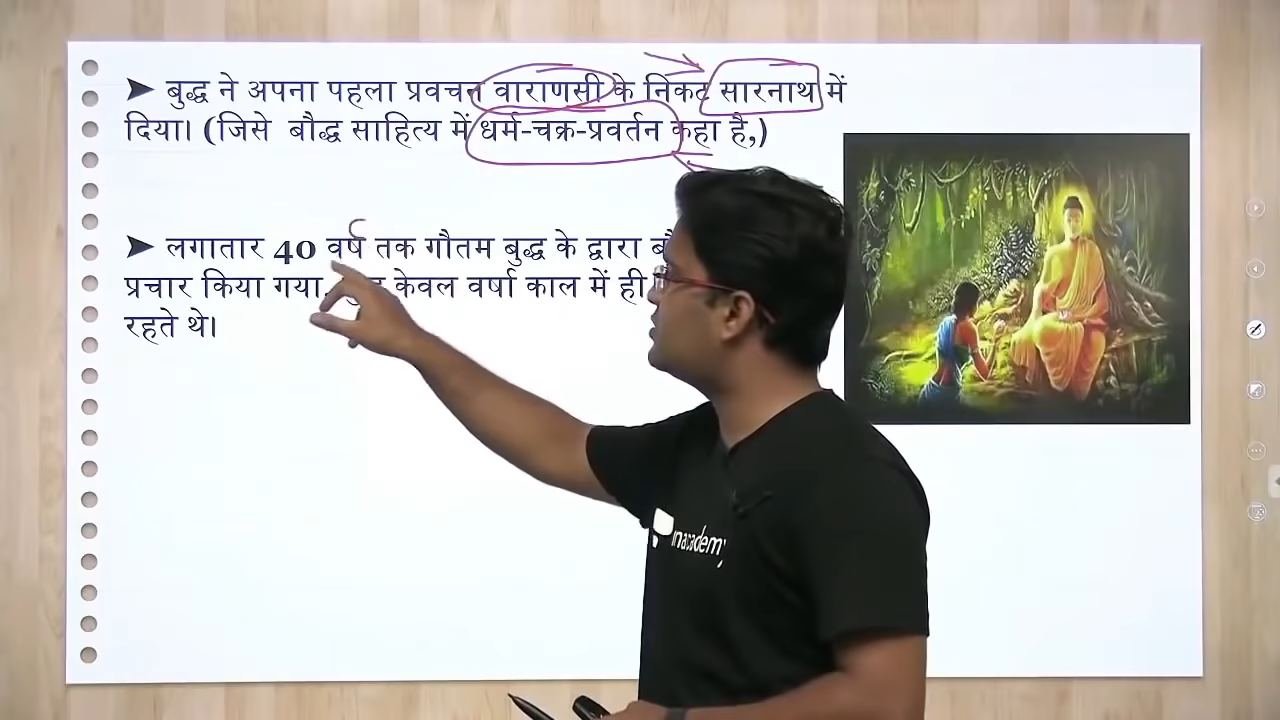 ➤ बुद्ध ने अपना पहला प्रवचन वाराणसी के निकट सारनाथ में
दिया। (जिसे बौद्ध साहित्य में धर्म-चक्र-प्रवर्तन कहा है,)
➤ लगातार 40 वर्ष तक गौतम बुद्ध के द्वारा
प्रचार किया गया, केवल वर्षा काल में ही
रहते थे।
unacademy